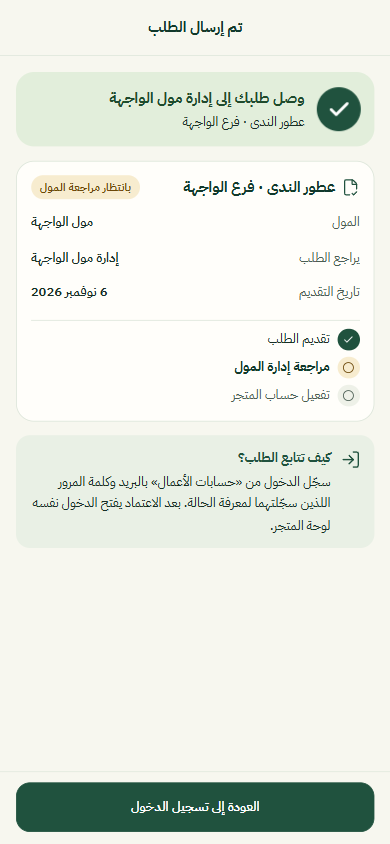 تم إرسال الطلب
وصل طلبك إلى إدارة مول الواجهة
عطور الندى · فرع الواجهة
عطور الندى · فرع الواجهة
بانتظار مراجعة المول
المول
مول الواجهة
يراجع الطلب
إدارة مول الواجهة
تاريخ التقديم
6 نوفمبر 2026
تقديم الطلب
مراجعة إدارة المول
تفعيل حساب المتجر
كيف تتابع الطلب؟
سجّل الدخول من «حسابات الأعمال» بالبريد وكلمة المرور
اللذين سجّلتهما لمعرفة الحالة. بعد الاعتماد يفتح الدخول نفسه
لوحة المتجر.
العودة إلى تسجيل الدخول